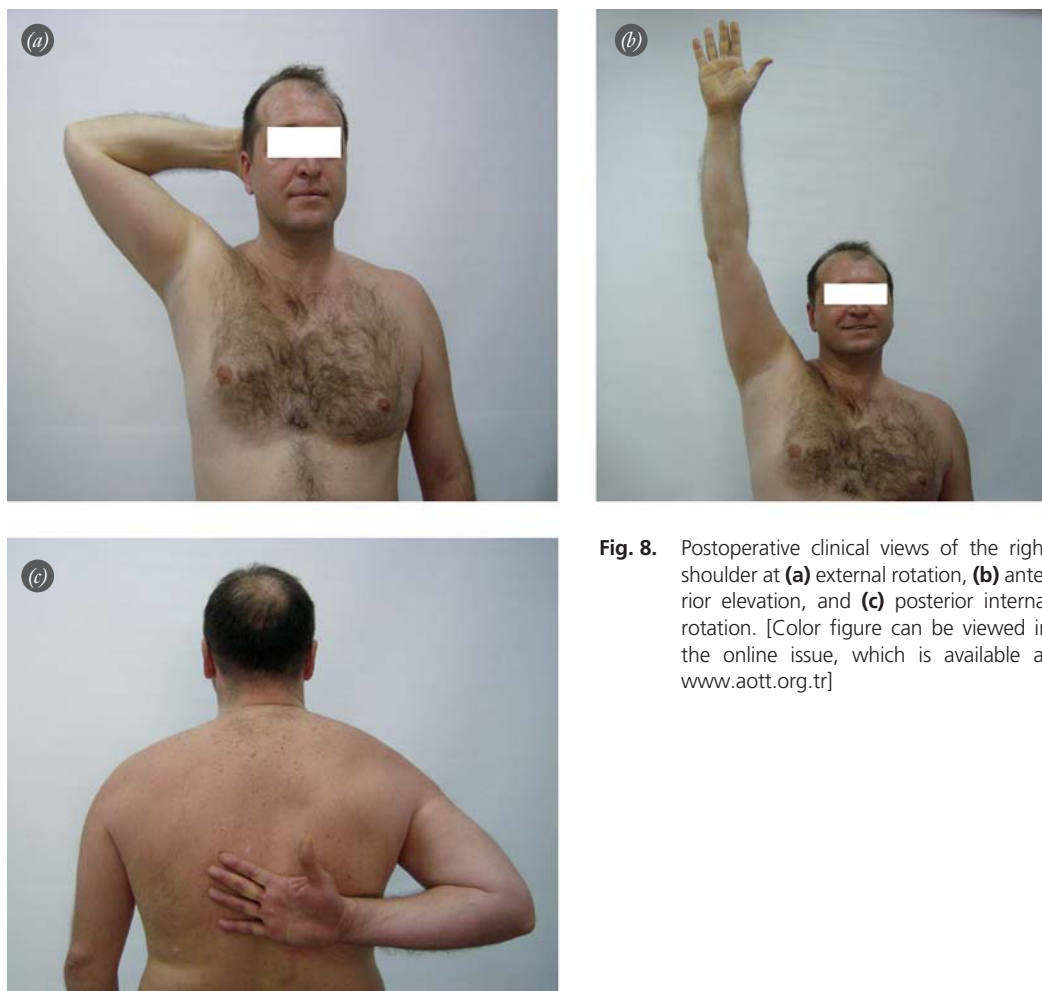 (a)
(b)
(c)
Fig. 8. Postoperative clinical views of the righ
shoulder at (a) external rotation, (b) ante
rior elevation, and (c) posterior interna
rotation. [Color figure can be viewed in
the online issue, which is available a
www.aott.org.tr]